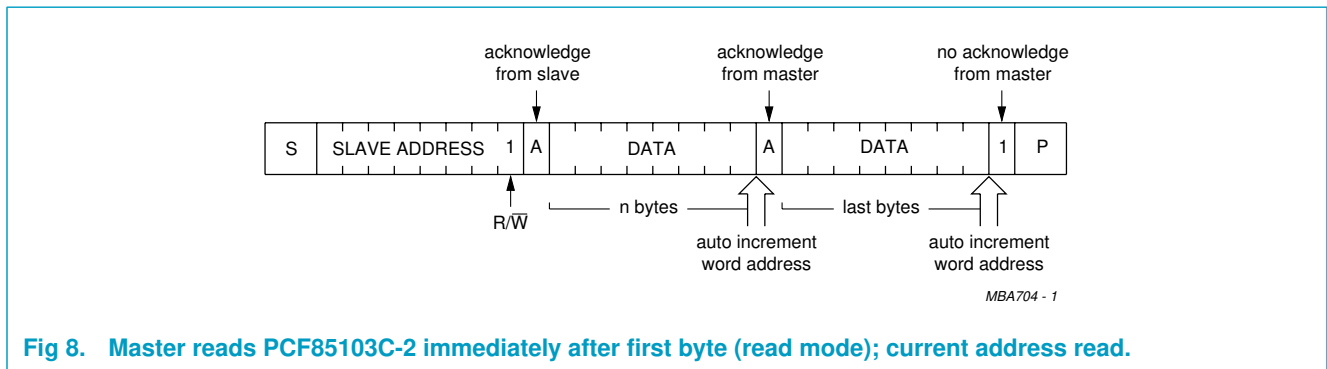 acknowledge
from slave
acknowledge
from master
no acknowledge
from master
S SLAVE ADDRESS 1 A DATA A DATA 1 P
R/W̅
n bytes
last bytes
auto increment
word address
auto increment
word address
MBA704 - 1
Fig 8. Master reads PCF85103C-2 immediately after first byte (read mode); current address read.